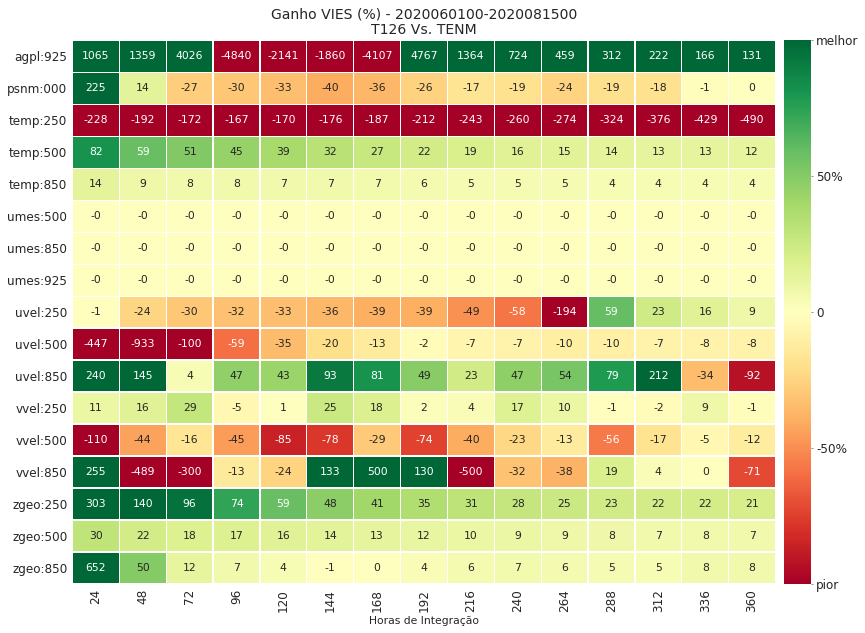 Ganho VIES (%) - 2020060100-2020081500
T126 Vs. TENM
agpl:925 1065 1359 4026 -4840 -2141 -1860 -4107 4767 1364 724 459 312 222 166 131
psnm:000 225 14 -27 -30 -33 -40 -36 -26 -17 -19 -24 -19 -18 -1 0
temp:250 -228 -192 -172 -167 -170 -176 -187 -212 -243 -260 -274 -324 -376 -429 -490
temp:500 82 59 51 45 39 32 27 22 19 16 15 14 13 13 12
temp:850 14 9 8 8 7 7 7 6 5 5 5 4 4 4 4
umes:500 -0 -0 -0 -0 -0 -0 -0 -0 -0 -0 -0 -0 -0 -0 -0
umes:850 -0 -0 -0 -0 -0 -0 -0 -0 -0 -0 -0 -0 -0 -0 -0
umes:925 -0 -0 -0 -0 -0 -0 -0 -0 -0 -0 -0 -0 -0 -0 -0
uvel:250 -1 -24 -30 -32 -33 -36 -39 -39 -49 -58 -194 59 23 16 9
uvel:500 -447 -933 -100 -59 -35 -20 -13 -2 -7 -7 -10 -10 -7 -8 -8
uvel:850 240 145 4 47 43 93 81 49 23 47 54 79 212 -34 -92
vvel:250 11 16 29 -5 1 25 18 2 4 17 10 -1 -2 9 -1
vvel:500 -110 -44 -16 -45 -85 -78 -29 -74 -40 -23 -13 -56 -17 -5 -12
vvel:850 255 -489 -300 -13 -24 133 500 130 -500 -32 -38 19 4 0 -71
zgeo:250 303 140 96 74 59 48 41 35 31 28 25 23 22 22 21
zgeo:500 30 22 18 17 16 14 13 12 10 9 9 8 7 8 7
zgeo:850 652 50 12 7 4 -1 0 4 6 7 6 5 5 8 8
24 48 72 96 120 144 168 192 216 240 264 288 312 336 360
Horas de Integração
melhor
50%
0
-50%
pior